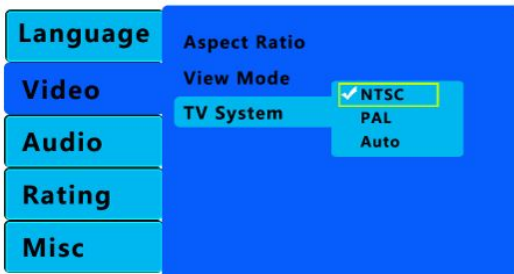 Language
Video
Audio
Rating
Misc
Aspect Ratio
View Mode
TV System
NTSC
PAL
Auto